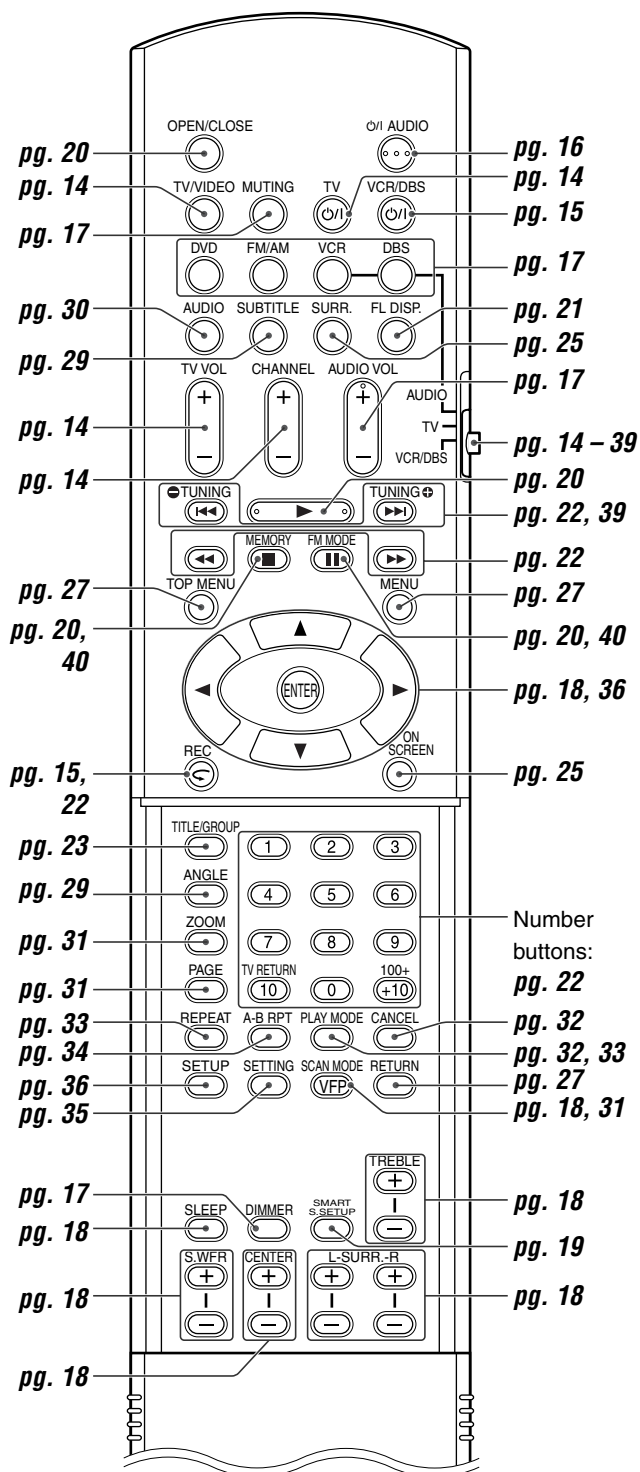 OPEN/CLOSE ⏻/I AUDIO
pg. 20 pg. 16
pg. 14 TV/VIDEO MUTING TV VCR/DBS pg. 14
⏻/I ⏻/I pg. 15
pg. 17
DVD FM/AM VCR DBS pg. 17
pg. 30 AUDIO SUBTITLE SURR. FL DISP. pg. 21
pg. 29 pg. 25
TV VOL CHANNEL AUDIO VOL pg. 17
+ + +
AUDIO
pg. 14 TV pg. 14 – 39
– – –
VCR/DBS
pg. 14 pg. 20
TUNING TUNING pg. 22, 39
MEMORY FM MODE pg. 22
pg. 27 TOP MENU MENU pg. 27
pg. 20,
40
pg. 20, 40
ENTER pg. 18, 36
REC ON
SCREEN
pg. 15,
22
pg. 25
TITLE/GROUP
pg. 23 1 2 3
ANGLE
pg. 29 4 5 6
ZOOM
pg. 31 7 8 9
Number
buttons:
pg. 22
PAGE TV RETURN 100+
pg. 31 10 0 +10
REPEAT A-B RPT PLAY MODE CANCEL
pg. 33 pg. 32
pg. 34 pg. 32, 33
SETUP SETTING SCAN MODE RETURN
pg. 36 VFP pg. 27
pg. 35 pg. 18, 31
TREBLE
+
–
pg. 18
pg. 17
pg. 18 SLEEP DIMMER SMART
S.SETUP
pg. 19
S.WFR CENTER L-SURR.-R
+ + + +
pg. 18 pg. 18
– – – –
pg. 18